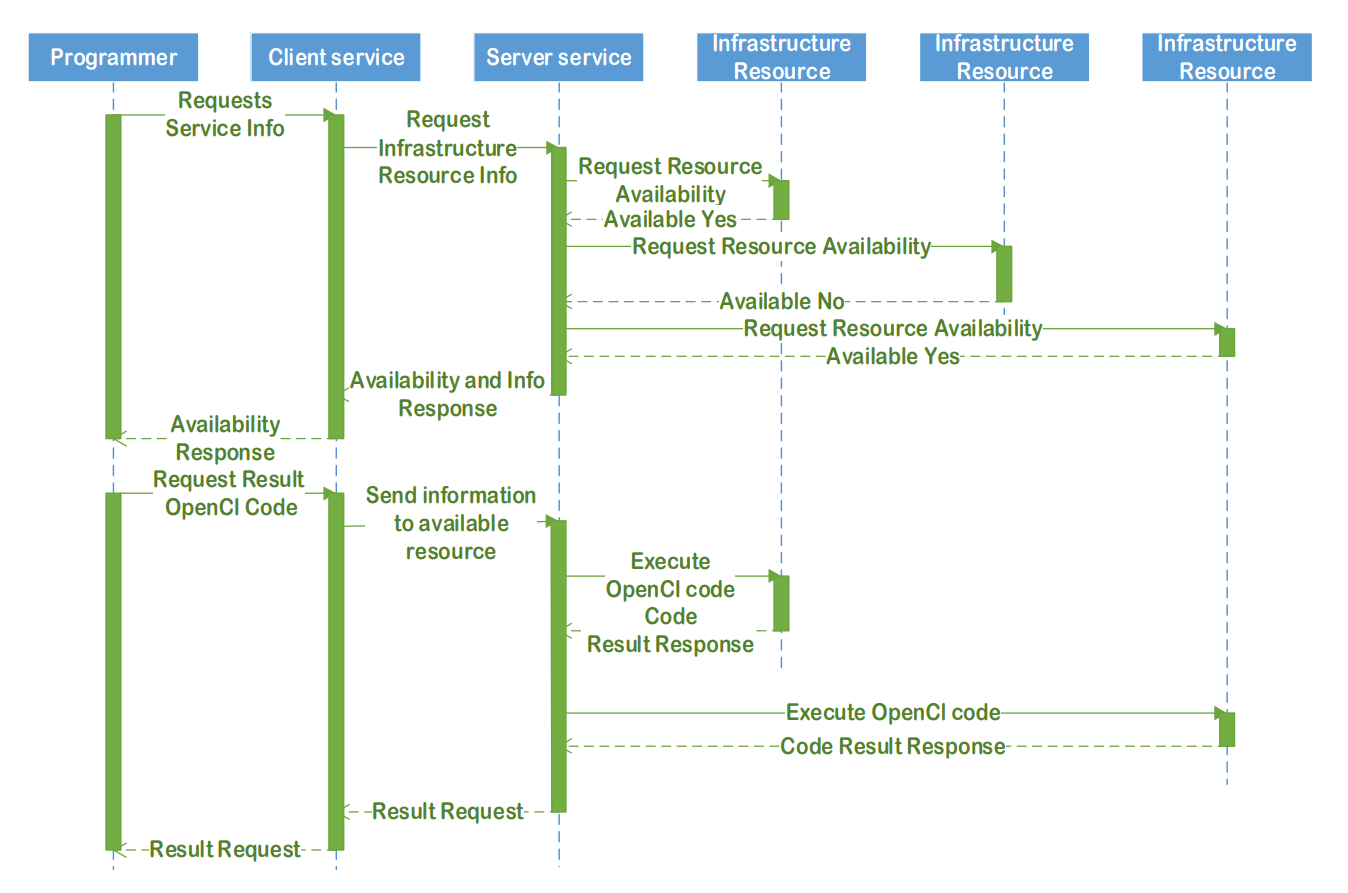 Programmer
Client service
Server service
Infrastructure
Resource
Infrastructure
Resource
Infrastructure
Resource
Requests
Service Info
Request
Infrastructure
Resource Info
Request Resource
Availability
Available Yes
Request Resource Availability
Available No
Request Resource Availability
Available Yes
Availability and Info
Response
Availability
Response
Request Result
OpenCl Code
Send information
to available
resource
Execute
OpenCl code
Code
Result Response
Execute OpenCl code
Code Result Response
Result Request
Result Request